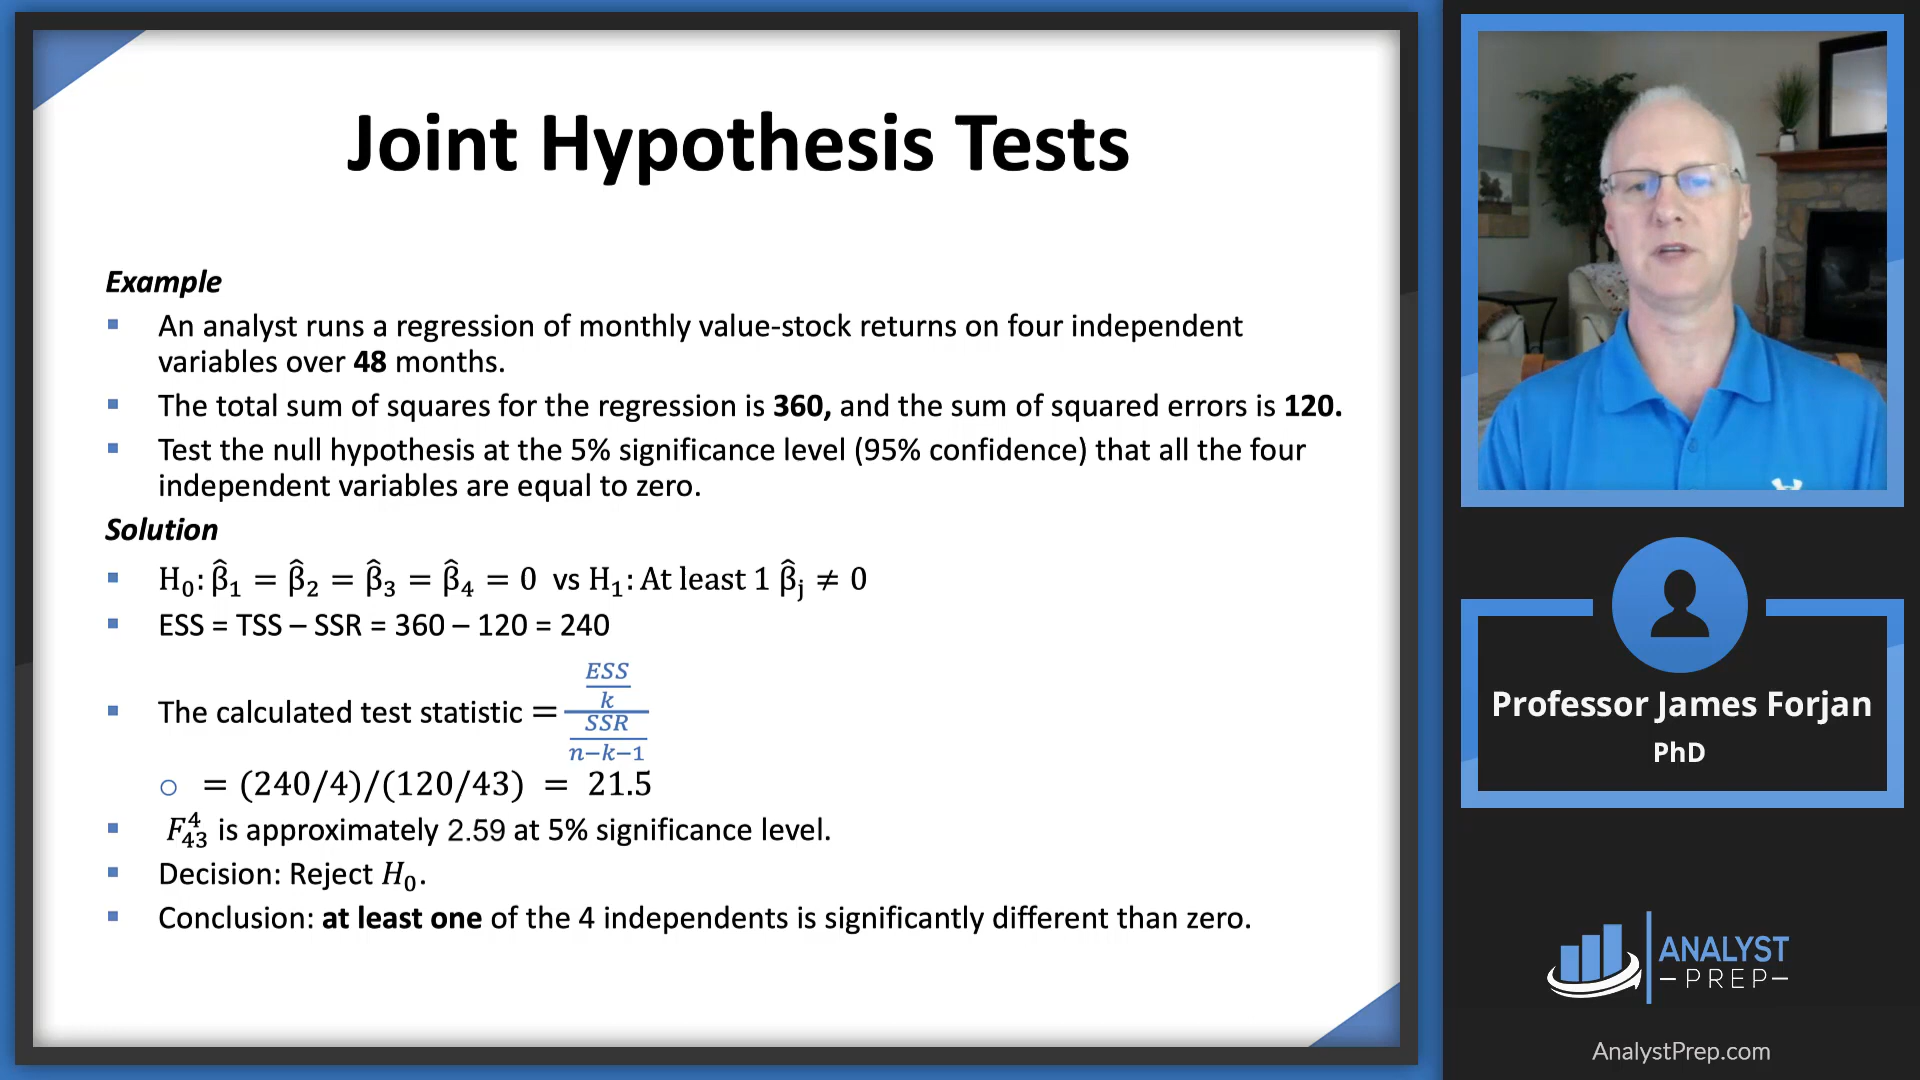 Joint Hypothesis Tests
Example
▪ An analyst runs a regression of monthly value-stock returns on four independent
variables over 48 months.
▪ The total sum of squares for the regression is 360, and the sum of squared errors is 120.
▪ Test the null hypothesis at the 5% significance level (95% confidence) that all the four
independent variables are equal to zero.
Solution
▪ H₀: β̂₁ = β̂₂ = β̂₃ = β̂₄ = 0 vs H₁: At least 1 β̂ⱼ ≠ 0
▪ ESS = TSS – SSR = 360 – 120 = 240
▪ The calculated test statistic = (ESS/k)/(SSR/(n−k−1))
○ = (240/4)/(120/43) = 21.5
▪ F⁴₄₃ is approximately 2.59 at 5% significance level.
▪ Decision: Reject H₀.
▪ Conclusion: at least one of the 4 independents is significantly different than zero.
Professor James Forjan
PhD
ANALYST
–PREP–
AnalystPrep.com